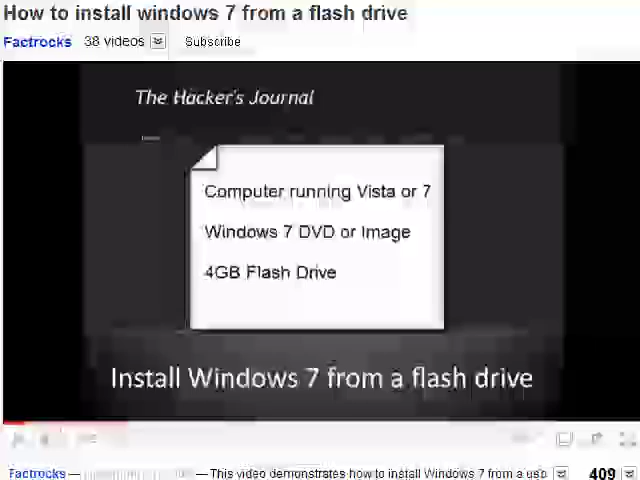 How to install windows 7 from a flash drive
Factrocks 38 videos Subscribe
The Hacker's Journal
Computer running Vista or 7
Windows 7 DVD or Image
4GB Flash Drive
Install Windows 7 from a flash drive
Factrocks — — This video demonstrates how to install Windows 7 from a usb 409